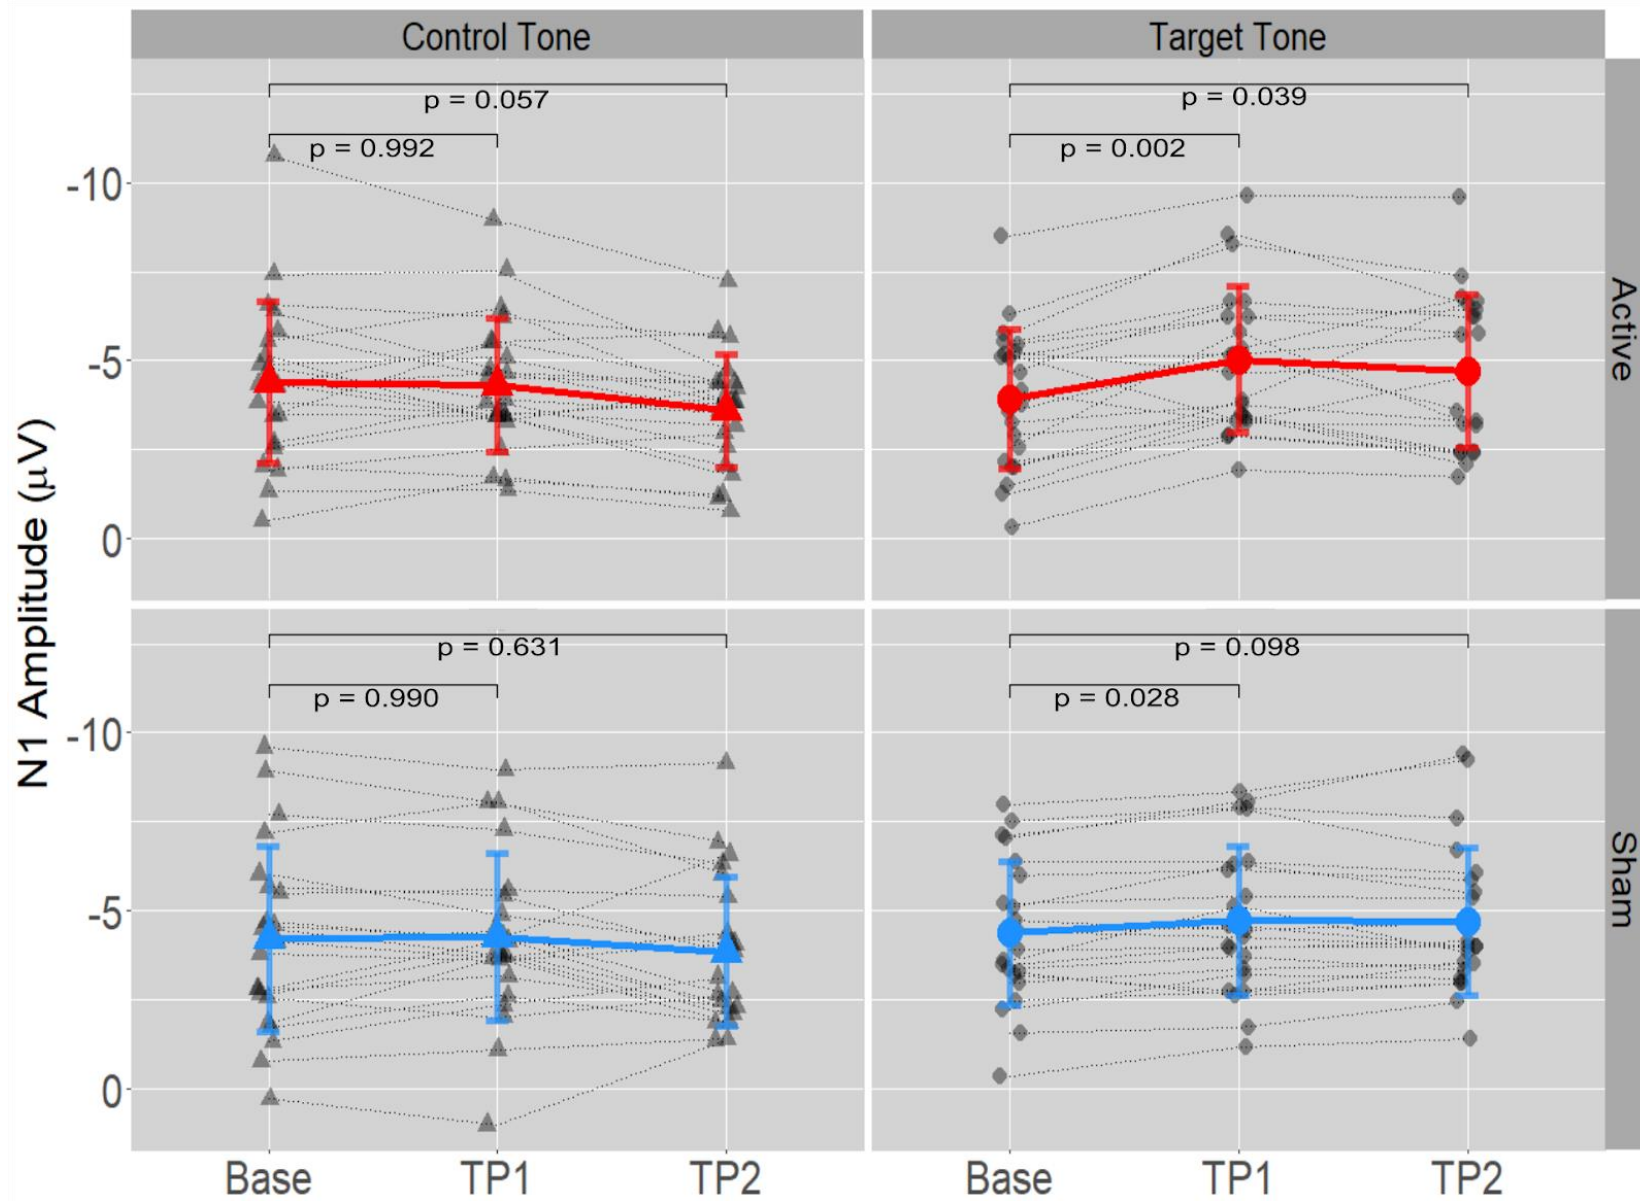 Control Tone
Target Tone
p = 0.057
p = 0.039
p = 0.992
p = 0.002
-10
-5
0
Active
N1 Amplitude (µV)
p = 0.631
p = 0.098
p = 0.990
p = 0.028
-10
-5
0
Sham
Base
TP1
TP2
Base
TP1
TP2